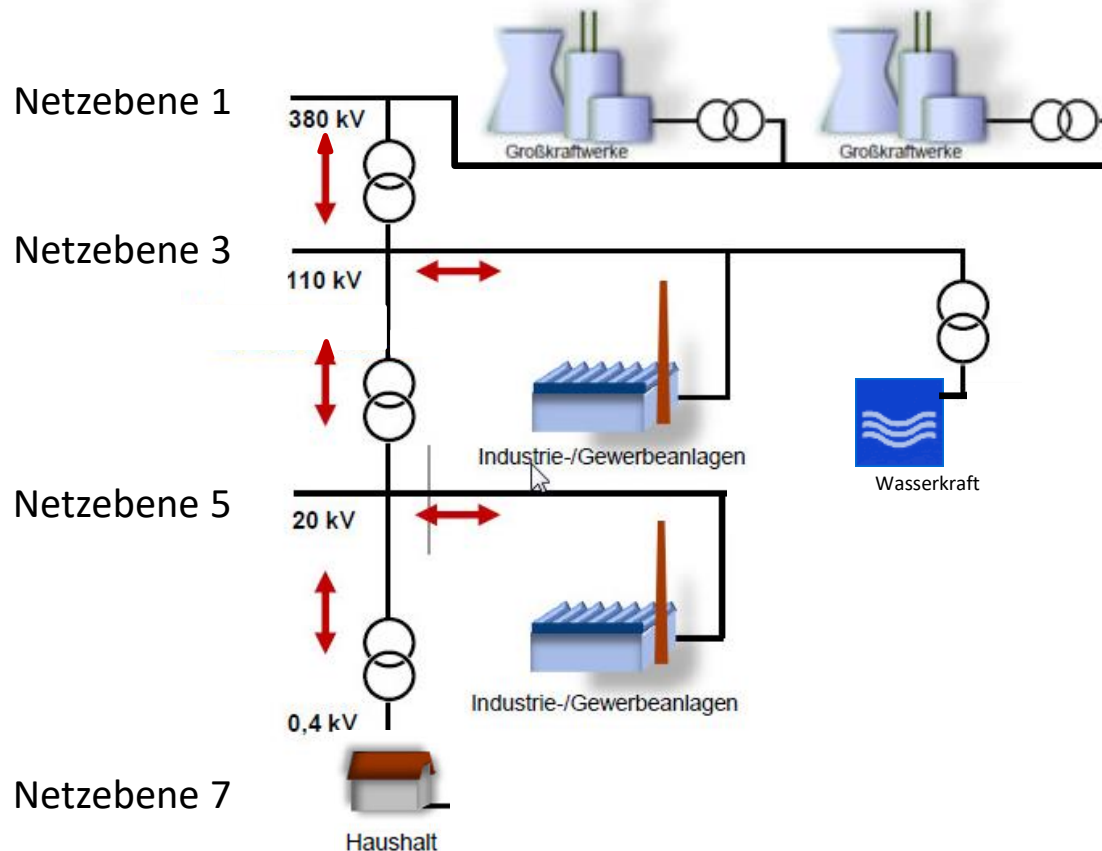 Netzebene 1
380 kV
Großkraftwerke
Großkraftwerke
Netzebene 3
110 kV
Industrie-/Gewerbeanlagen
Wasserkraft
Netzebene 5
20 kV
Industrie-/Gewerbeanlagen
0,4 kV
Netzebene 7
Haushalt